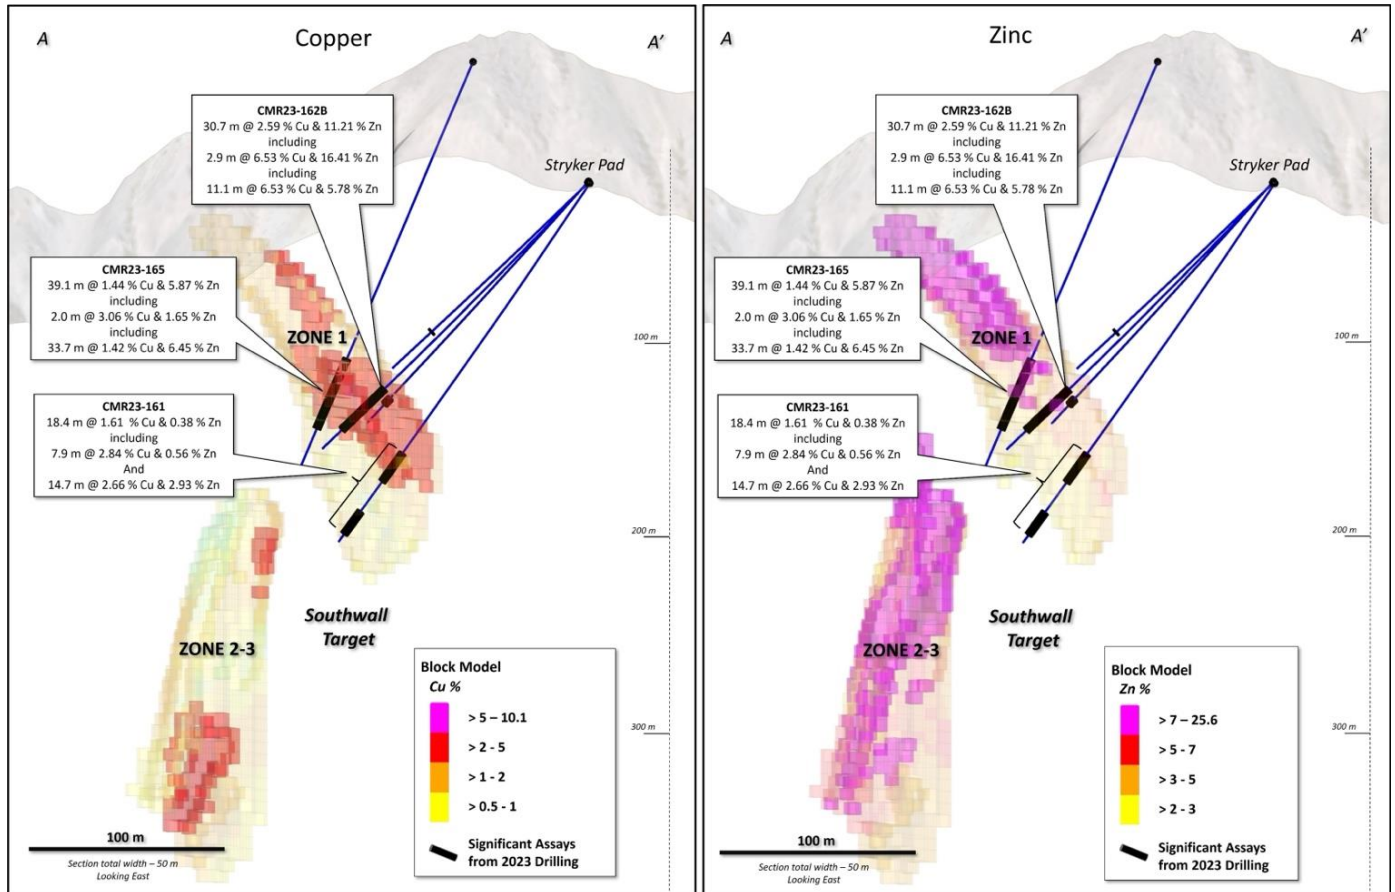 A
Copper
A'
CMR23-162B
30.7 m @ 2.59 % Cu & 11.21 % Zn
including
2.9 m @ 6.53 % Cu & 16.41 % Zn
including
11.1 m @ 6.53 % Cu & 5.78 % Zn
Stryker Pad
CMR23-165
39.1 m @ 1.44 % Cu & 5.87 % Zn
including
2.0 m @ 3.06 % Cu & 1.65 % Zn
including
33.7 m @ 1.42 % Cu & 6.45 % Zn
ZONE 1
100 m
CMR23-161
18.4 m @ 1.61 % Cu & 0.38 % Zn
including
7.9 m @ 2.84 % Cu & 0.56 % Zn
And
14.7 m @ 2.66 % Cu & 2.93 % Zn
200 m
Southwall
Target
ZONE 2-3
Block Model
Cu %
> 5 – 10.1
> 2 - 5
> 1 - 2
> 0.5 - 1
Significant Assays
from 2023 Drilling
300 m
100 m
Section total width – 50 m
Looking East
A
Zinc
A'
CMR23-162B
30.7 m @ 2.59 % Cu & 11.21 % Zn
including
2.9 m @ 6.53 % Cu & 16.41 % Zn
including
11.1 m @ 6.53 % Cu & 5.78 % Zn
Stryker Pad
CMR23-165
39.1 m @ 1.44 % Cu & 5.87 % Zn
including
2.0 m @ 3.06 % Cu & 1.65 % Zn
including
33.7 m @ 1.42 % Cu & 6.45 % Zn
ZONE 1
100 m
CMR23-161
18.4 m @ 1.61 % Cu & 0.38 % Zn
including
7.9 m @ 2.84 % Cu & 0.56 % Zn
And
14.7 m @ 2.66 % Cu & 2.93 % Zn
200 m
Southwall
Target
ZONE 2-3
Block Model
Zn %
> 7 – 25.6
> 5 - 7
> 3 - 5
> 2 - 3
Significant Assays
from 2023 Drilling
300 m
100 m
Section total width – 50 m
Looking East